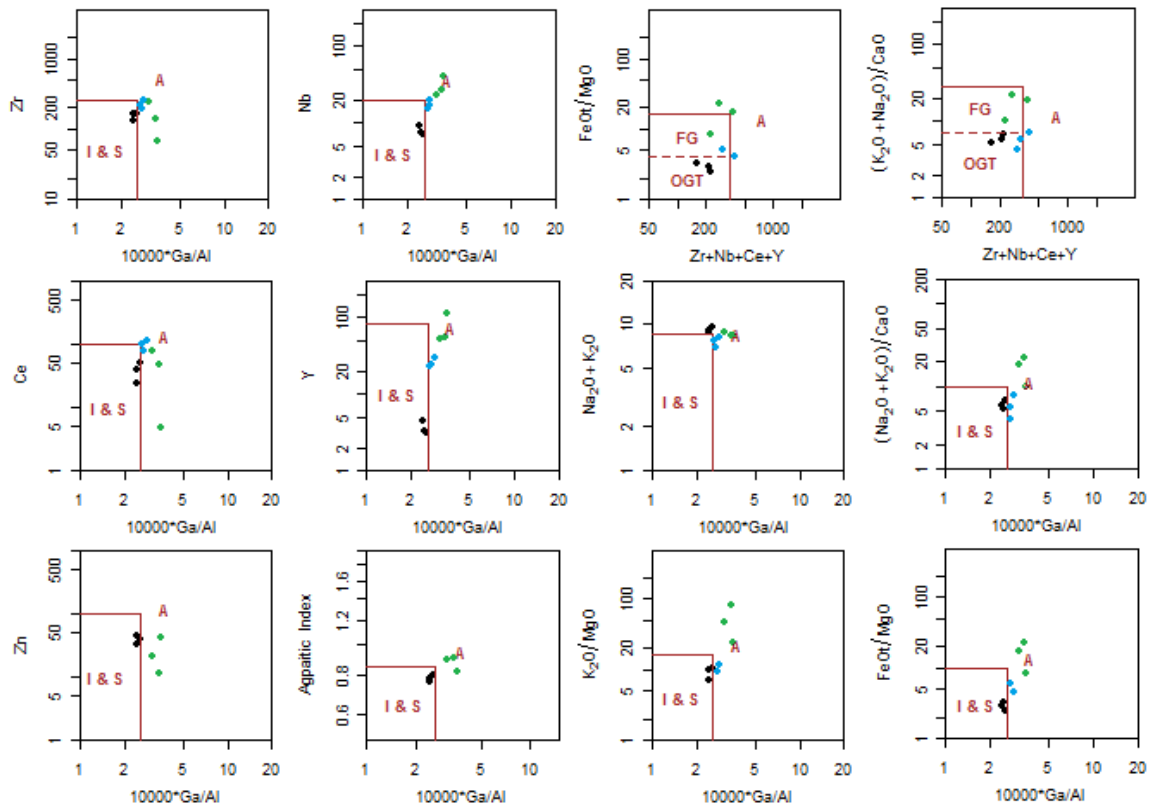 Zr
1000
200
50
10
A
I & S
1 2 5 10 20
10000*Ga/Al
Nb
100
20
5
2
1
A
I & S
1 2 5 10 20
10000*Ga/Al
FeOt/MgO
100
20
5
2
1
A
FG
OGT
50 200 1000
Zr+Nb+Ce+Y
(K2O+Na2O)/CaO
100
20
5
2
1
A
FG
OGT
50 200 1000
Zr+Nb+Ce+Y
Ce
500
50
5
1
A
I & S
1 2 5 10 20
10000*Ga/Al
Y
100
20
5
2
1
A
I & S
1 2 5 10 20
10000*Ga/Al
Na2O+K2O
20
10
5
2
1
A
I & S
1 2 5 10 20
10000*Ga/Al
(Na2O+K2O)/CaO
200
50
20
5
2
1
A
I & S
1 2 5 10 20
10000*Ga/Al
Zn
500
50
5
1
A
I & S
1 2 5 10 20
10000*Ga/Al
Agpaitic Index
1.6
1.2
0.8
0.6
A
I & S
1 2 5 10
10000*Ga/Al
K2O/MgO
100
20
5
2
1
A
I & S
1 2 5 10 20
10000*Ga/Al
FeOt/MgO
100
20
5
2
1
A
I & S
1 2 5 10 20
10000*Ga/Al